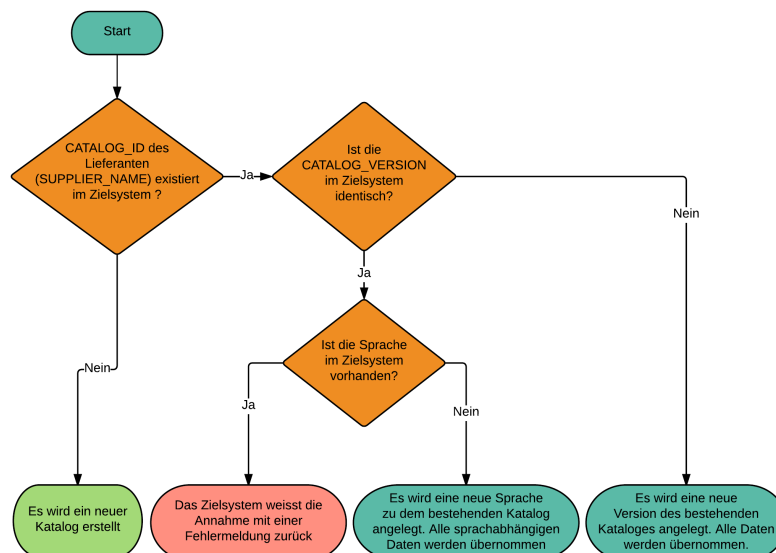 Start
CATALOG_ID des
Lieferanten
(SUPPLIER_NAME) existiert
im Zielsystem ?
Ja
Ist die
CATALOG_VERSION
im Zielsystem
identisch?
Nein
Ja
Ist die Sprache
im Zielsystem
vorhanden?
Nein
Ja
Nein
Es wird ein neuer
Katalog erstellt
Das Zielsystem weisst die
Annahme mit einer
Fehlermeldung zurück
Es wird eine neue Sprache
zu dem bestehenden Katalog
angelegt. Alle sprachabhängigen
Daten werden übernommen
Es wird eine neue
Version des bestehenden
Kataloges angelegt. Alle Daten
werden übernommen.